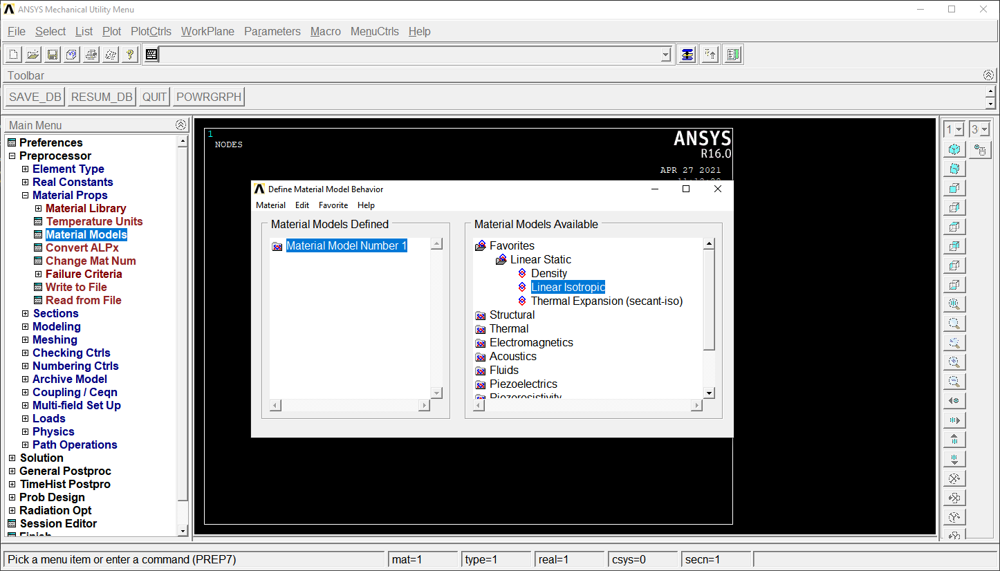 ANSYS Mechanical Utility Menu
File Select List Plot PlotCtrls WorkPlane Parameters Macro MenuCtrls Help
Toolbar
SAVE_DB RESUM_DB QUIT POWRGRPH
Main Menu
Preferences
Preprocessor
Element Type
Real Constants
Material Props
Material Library
Temperature Units
Material Models
Convert ALPx
Change Mat Num
Failure Criteria
Write to File
Read from File
Sections
Modeling
Meshing
Checking Ctrls
Numbering Ctrls
Archive Model
Coupling / Ceqn
Multi-field Set Up
Loads
Physics
Path Operations
Solution
General Postproc
TimeHist Postpro
Prob Design
Radiation Opt
Session Editor
Finish
1
NODES
ANSYS
R16.0
APR 27 2021
Define Material Model Behavior
Material Edit Favorite Help
Material Models Defined
Material Model Number 1
Material Models Available
Favorites
Linear Static
Density
Linear Isotropic
Thermal Expansion (secant-iso)
Structural
Thermal
Electromagnetics
Acoustics
Fluids
Piezoelectrics
Piezoresistivity
1 3
Pick a menu item or enter a command (PREP7) mat=1 type=1 real=1 csys=0 secn=1